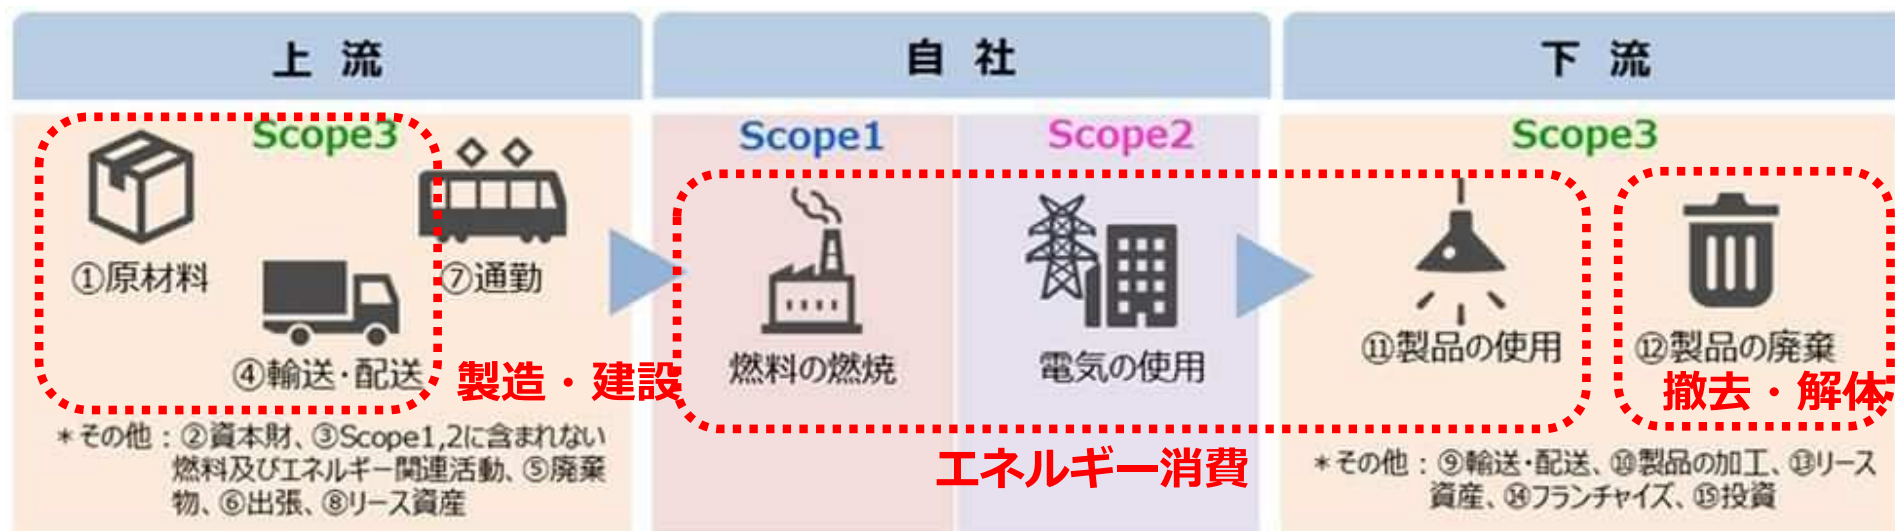 上流
Scope3
①原材料
④輸送・配送
⑦通勤
製造・建設
＊その他：②資本財、③Scope1,2に含まれない
燃料及びエネルギー関連活動、⑤廃棄
物、⑥出張、⑧リース資産
自社
Scope1
燃料の燃焼
Scope2
電気の使用
エネルギー消費
下流
Scope3
⑪製品の使用
⑫製品の廃棄
撤去・解体
＊その他：⑨輸送・配送、⑩製品の加工、⑬リース
資産、⑭フランチャイズ、⑮投資